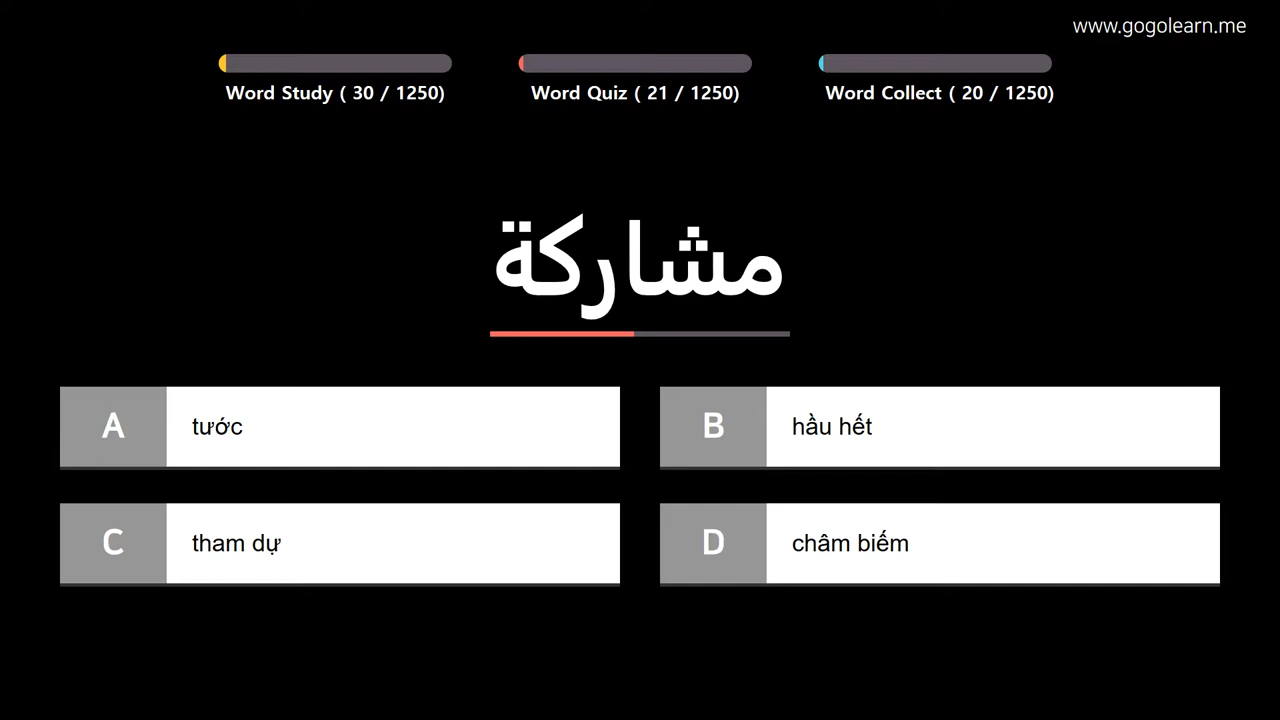 www.gogolearn.me
Word Study ( 30 / 1250)
Word Quiz ( 21 / 1250)
Word Collect ( 20 / 1250)
مشاركة
A tước
B hầu hết
C tham dự
D châm biếm